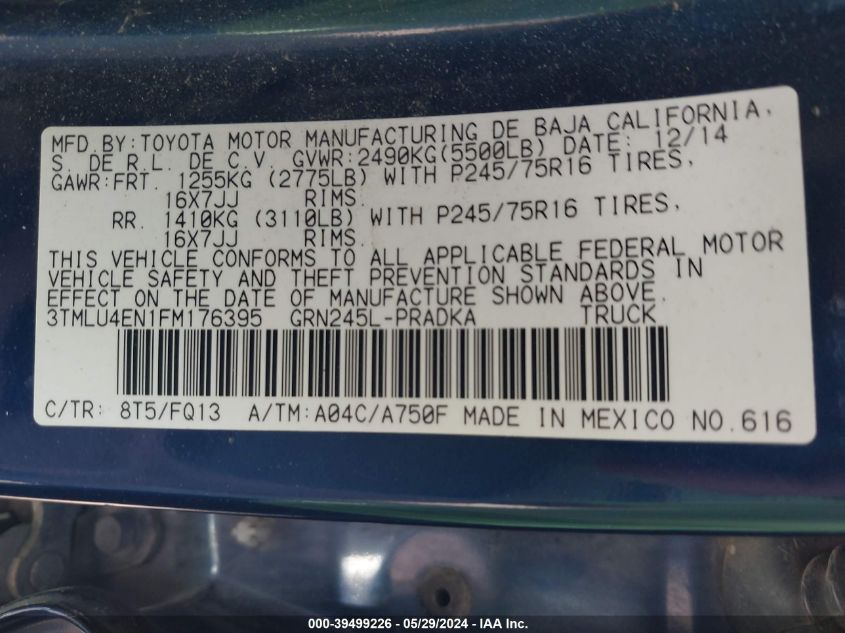 MFD.BY:TOYOTA MOTOR MANUFACTURING DE BAJA CALIFORNIA,
S. DE R.L. DE C.V. GVWR:2490KG(5500LB) DATE: 12/14
GAWR:FRT. 1255KG (2775LB) WITH P245/75R16 TIRES,
16X7JJ RIMS.
RR. 1410KG (3110LB) WITH P245/75R16 TIRES,
16X7JJ RIMS.
THIS VEHICLE CONFORMS TO ALL APPLICABLE FEDERAL MOTOR
VEHICLE SAFETY AND THEFT PREVENTION STANDARDS IN
EFFECT ON THE DATE OF MANUFACTURE SHOWN ABOVE.
3TMLU4EN1FM176395 GRN245L-PRADKA TRUCK
C/TR: 8T5/FQ13 A/TM:A04C/A750F MADE IN MEXICO NO.616
000-39499226 - 05/29/2024 - IAA Inc.